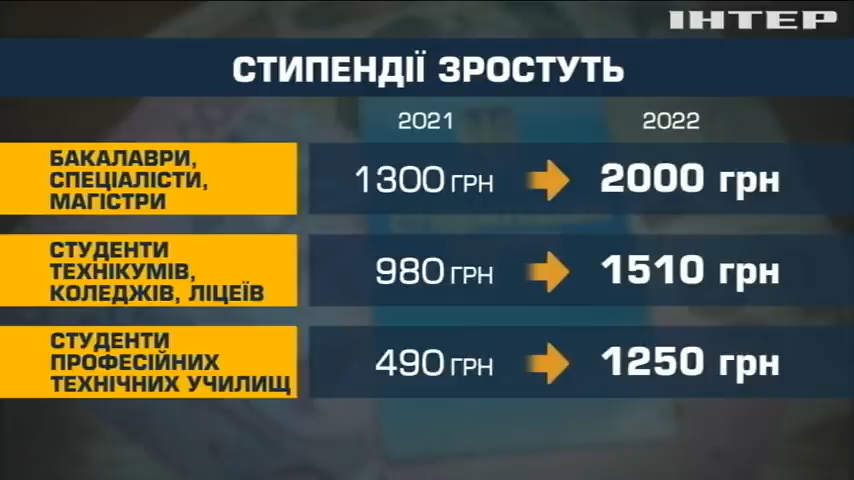 ІНТЕР
СТИПЕНДІЇ ЗРОСТУТЬ
2021 2022
БАКАЛАВРИ,
СПЕЦІАЛІСТИ,
МАГІСТРИ
1300 ГРН 2000 грн
СТУДЕНТИ
ТЕХНІКУМІВ,
КОЛЕДЖІВ, ЛІЦЕЇВ
980 ГРН 1510 грн
СТУДЕНТИ
ПРОФЕСІЙНИХ
ТЕХНІЧНИХ УЧИЛИЩ
490 ГРН 1250 грн